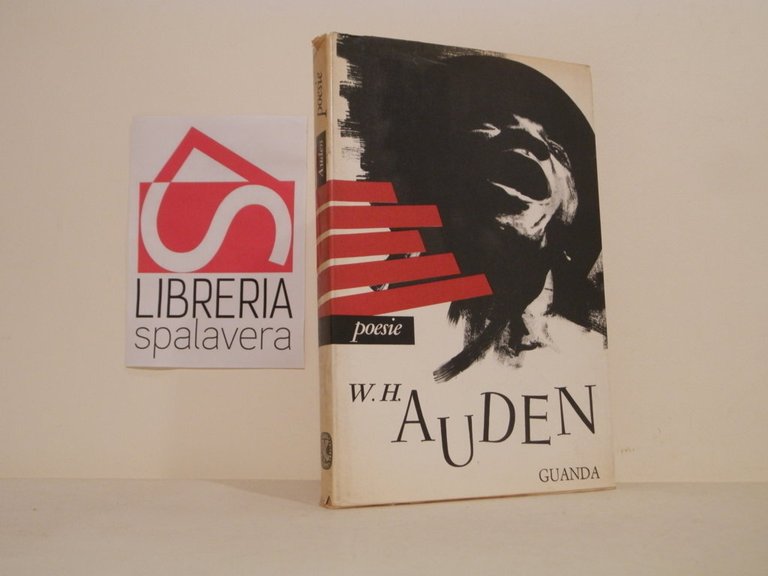 LIBRERIA
spalavera
poesie
Auden
poesie
W. H. AUDEN
GUANDA